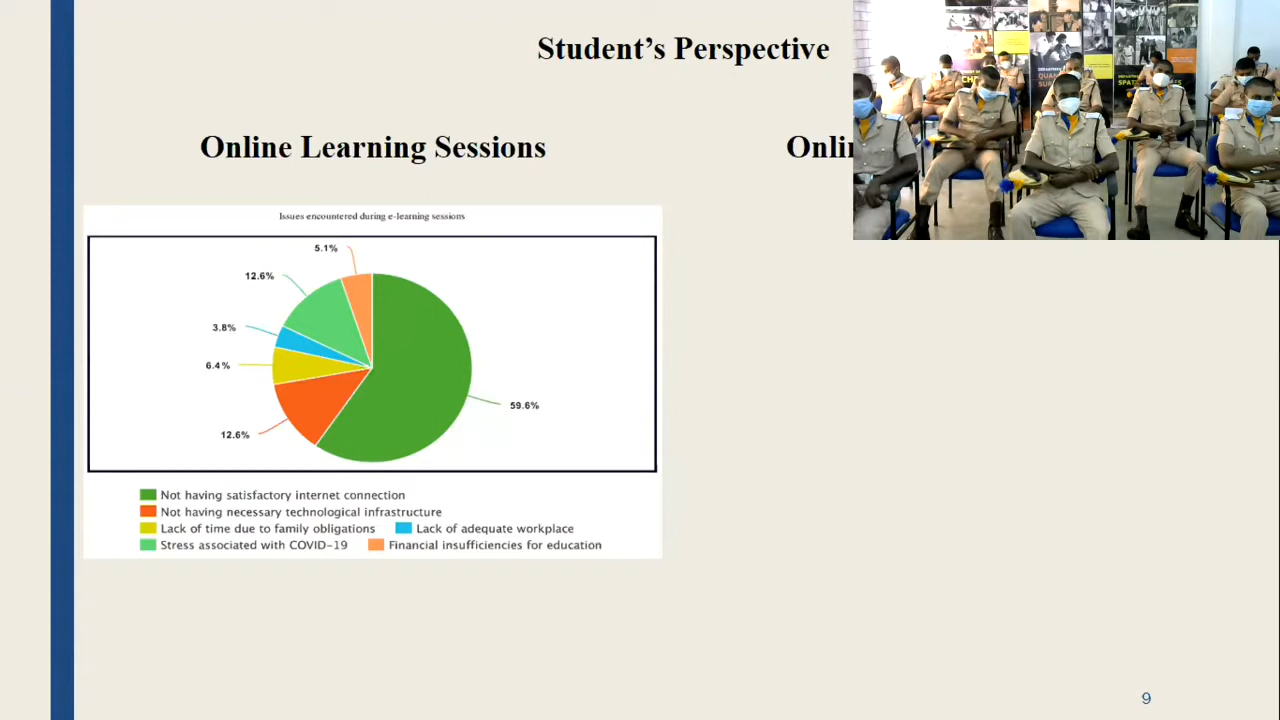 Student’s Perspective
Online Learning Sessions
Issues encountered during e-learning sessions
5.1%
12.6%
3.8%
6.4%
12.6%
59.6%
Not having satisfactory internet connection
Not having necessary technological infrastructure
Lack of time due to family obligations Lack of adequate workplace
Stress associated with COVID-19 Financial insufficiencies for education
9